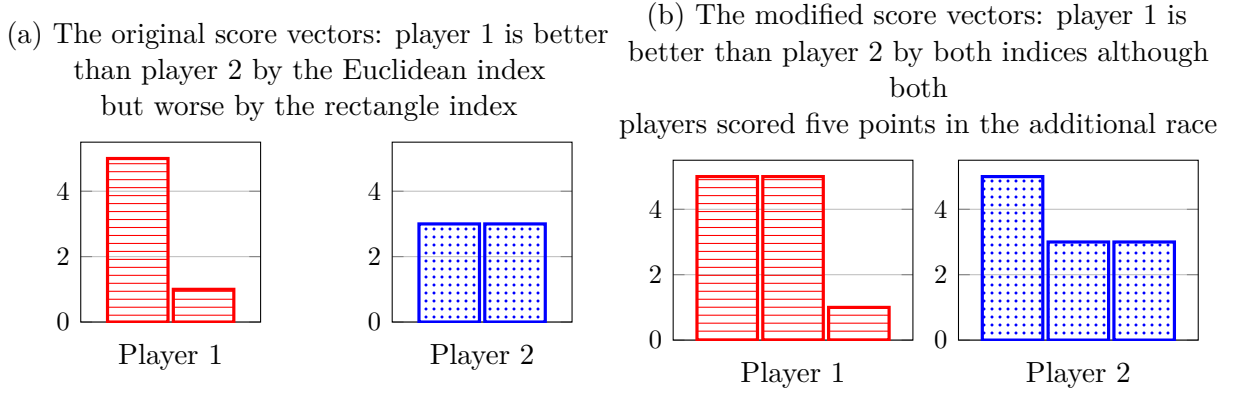 (a) The original score vectors: player 1 is better
than player 2 by the Euclidean index
but worse by the rectangle index
4
2
0
Player 1
Player 2
(b) The modified score vectors: player 1 is
better than player 2 by both indices although
both
players scored five points in the additional race
4
2
0
Player 1
4
2
0
Player 2